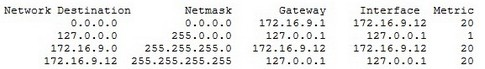 Network Destination Netmask Gateway Interface Metric
0.0.0.0 0.0.0.0 172.16.9.1 172.16.9.12 20
127.0.0.0 255.0.0.0 127.0.0.1 127.0.0.1 1
172.16.9.0 255.255.255.0 172.16.9.12 172.16.9.12 20
172.16.9.12 255.255.255.255 127.0.0.1 127.0.0.1 20